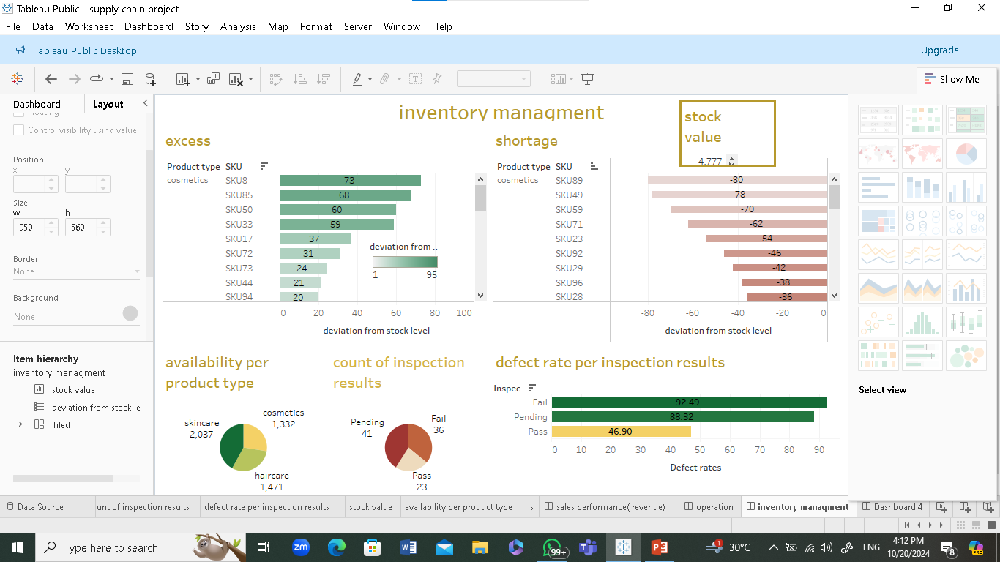 Tableau Public - supply chain project
File Data Worksheet Dashboard Story Analysis Map Format Server Window Help
Tableau Public Desktop
Upgrade
Show Me
Dashboard Layout
Control visibility using value
Position
x y
Size
w h
950 560
Border
None
Background
None
Item hierarchy
inventory managment
stock value
deviation from stock le
Tiled
inventory managment
stock
value
4,777
excess
Product type SKU
cosmetics SKU8 73
SKU85 68
SKU50 60
SKU33 59
SKU17 37
SKU72 31
SKU73 24
SKU44 21
SKU94 20
deviation from ..
1 95
0 20 40 60 80 100
deviation from stock level
shortage
Product type SKU
cosmetics SKU89 -80
SKU49 -78
SKU59 -70
SKU71 -62
SKU23 -54
SKU92 -46
SKU29 -42
SKU96 -38
SKU28 -36
-80 -60 -40 -20 0
deviation from stock level
availability per
product type
cosmetics
1,332
skincare
2,037
haircare
1,471
count of inspection
results
Pending
41
Fail
36
Pass
23
defect rate per inspection results
Inspec..
Fail 92.49
Pending 88.32
Pass 46.90
0 10 20 30 40 50 60 70 80 90
Defect rates
Select view
Data Source unt of inspection results defect rate per inspection results stock value availability per product type s sales performance( revenue) operation inventory managment Dashboard 4
Type here to search
zm
99+
1
30°C
ENG
4:12 PM
10/20/2024
8
PRE